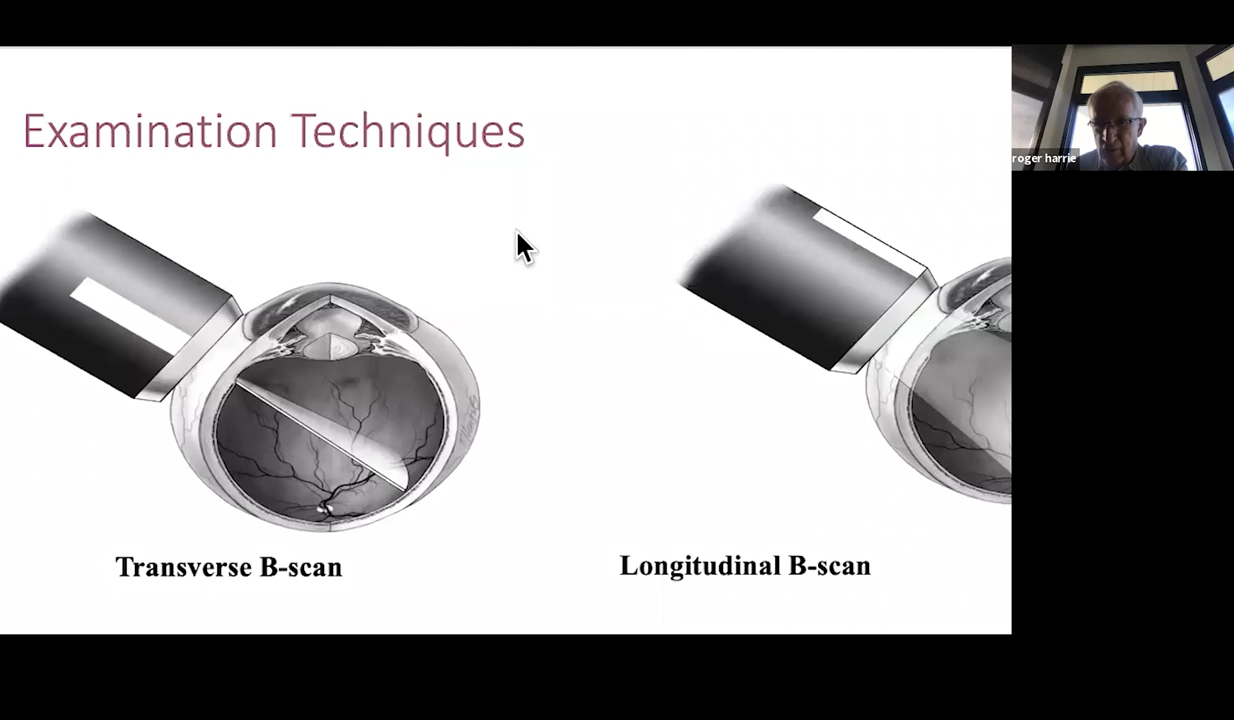 Examination Techniques
roger harrie
Transverse B-scan
Longitudinal B-scan